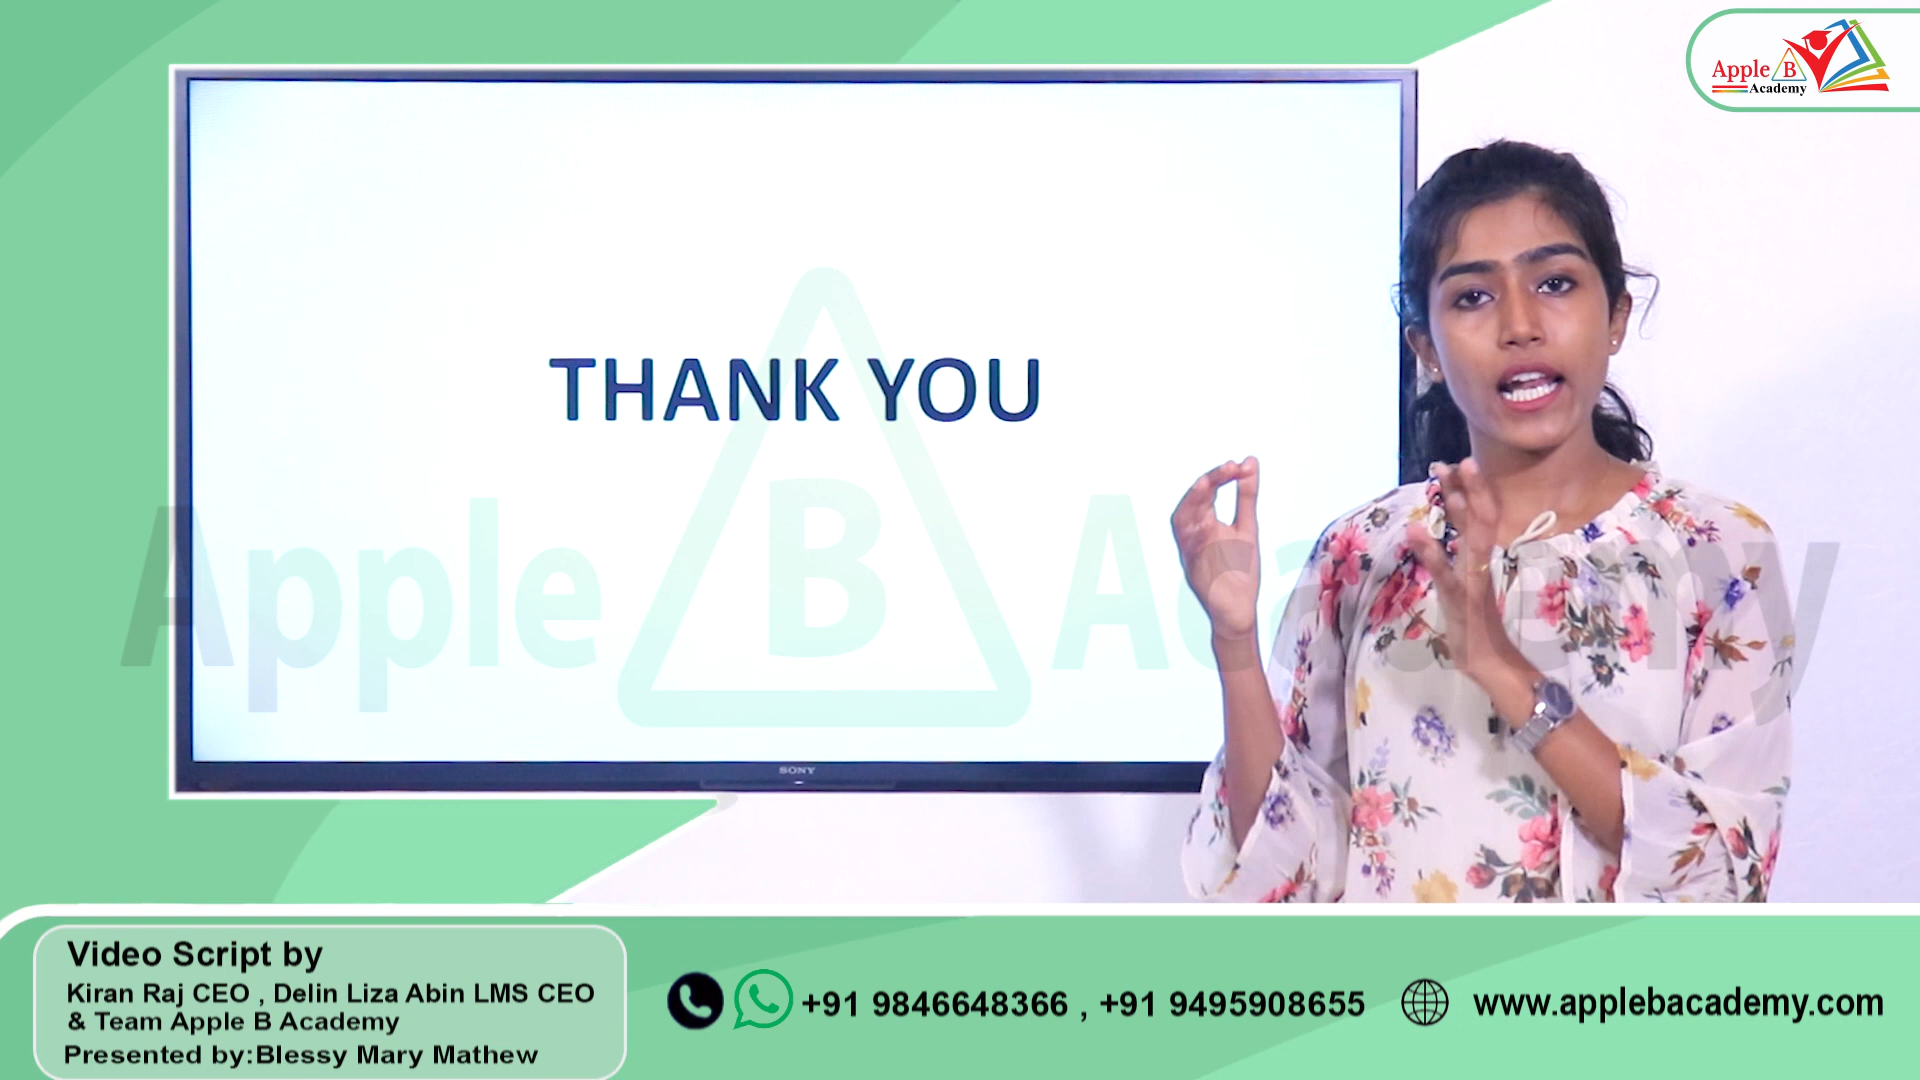 Apple B
Academy
THANK YOU
Apple B Academy
SONY
Video Script by
Kiran Raj CEO , Delin Liza Abin LMS CEO
& Team Apple B Academy
Presented by:Blessy Mary Mathew
+91 9846648366 , +91 9495908655
www.applebacademy.com